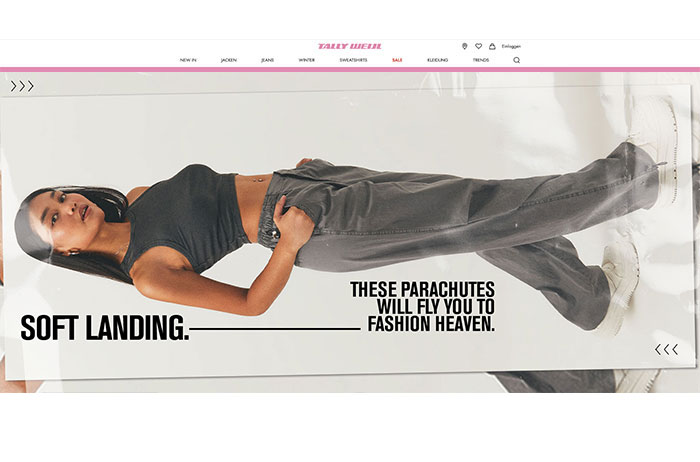 TALLY WEiJL
Einloggen
NEW IN JACKEN JEANS WINTER SWEATSHIRTS SALE KLEIDUNG TRENDS
SOFT LANDING.
THESE PARACHUTES
WILL FLY YOU TO
FASHION HEAVEN.